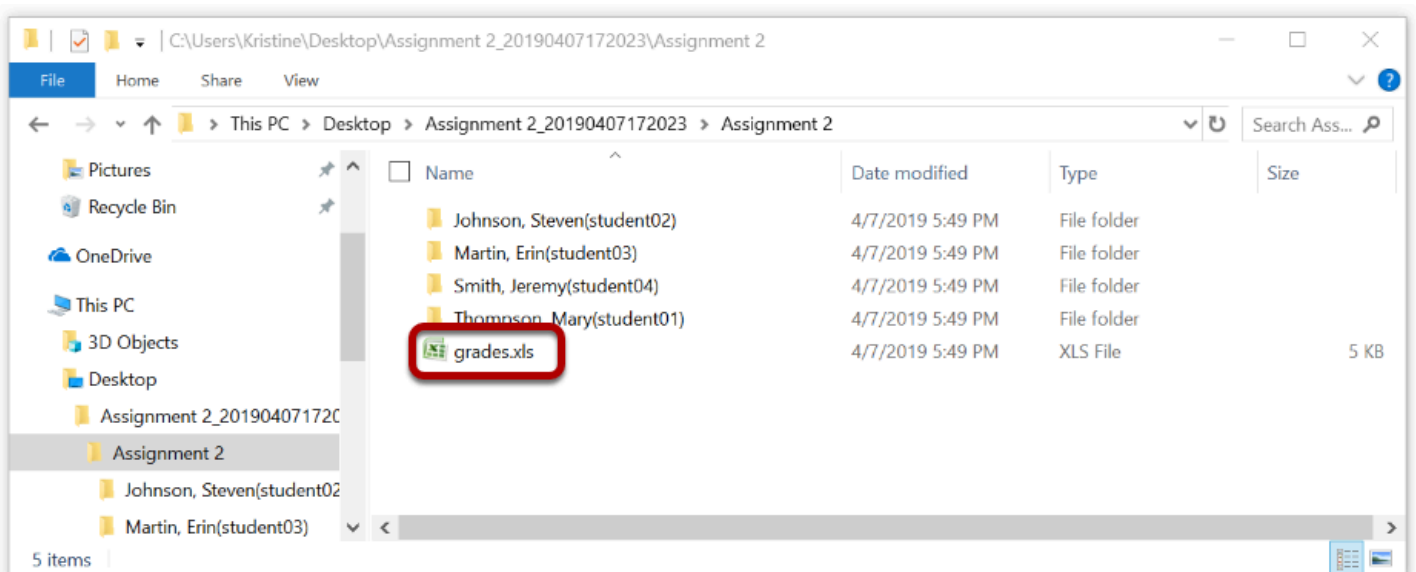 C:\Users\Kristine\Desktop\Assignment 2_20190407172023\Assignment 2
File Home Share View
This PC > Desktop > Assignment 2_20190407172023 > Assignment 2 Search Ass...
Pictures
Recycle Bin
OneDrive
This PC
3D Objects
Desktop
Assignment 2_201904071720
Assignment 2
Johnson, Steven(student02
Martin, Erin(student03)
Name Date modified Type Size
Johnson, Steven(student02) 4/7/2019 5:49 PM File folder
Martin, Erin(student03) 4/7/2019 5:49 PM File folder
Smith, Jeremy(student04) 4/7/2019 5:49 PM File folder
Thompson, Mary(student01) 4/7/2019 5:49 PM File folder
grades.xls 4/7/2019 5:49 PM XLS File 5 KB
5 items